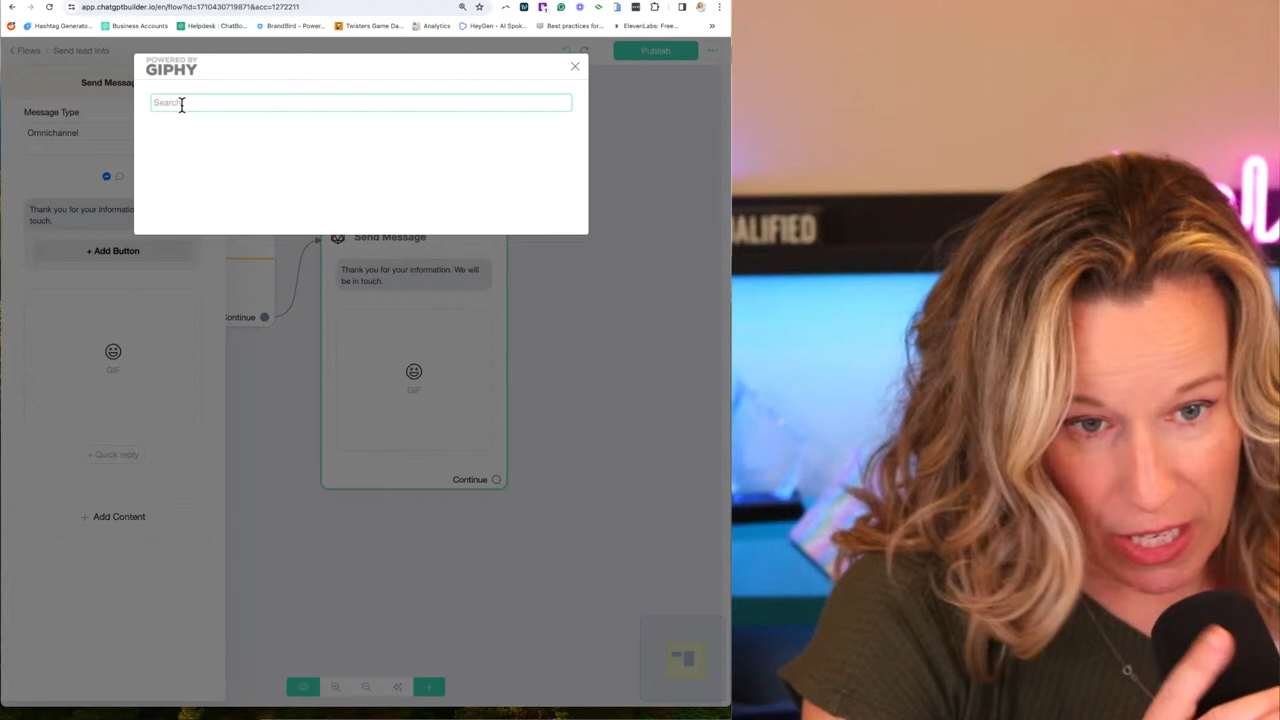 app.chatgptbuilder.io/en/flow?id=1710430719871&acc=1272211
Hashtag Generato...
Business Accounts
Helpdesk : ChatBo...
BrandBird - Power...
Twisters Game Da...
Analytics
HeyGen - AI Spok...
Best practices for...
ElevenLabs: Free...
Flows / Send lead info
Publish
Send Messag
POWERED BY
GIPHY
Search
Message Type
Omnichannel
Thank you for your information
touch.
+ Add Button
GIF
+ Quick reply
+ Add Content
Continue
Send Message
Thank you for your information. We will
be in touch.
GIF
Continue
ALIFIED